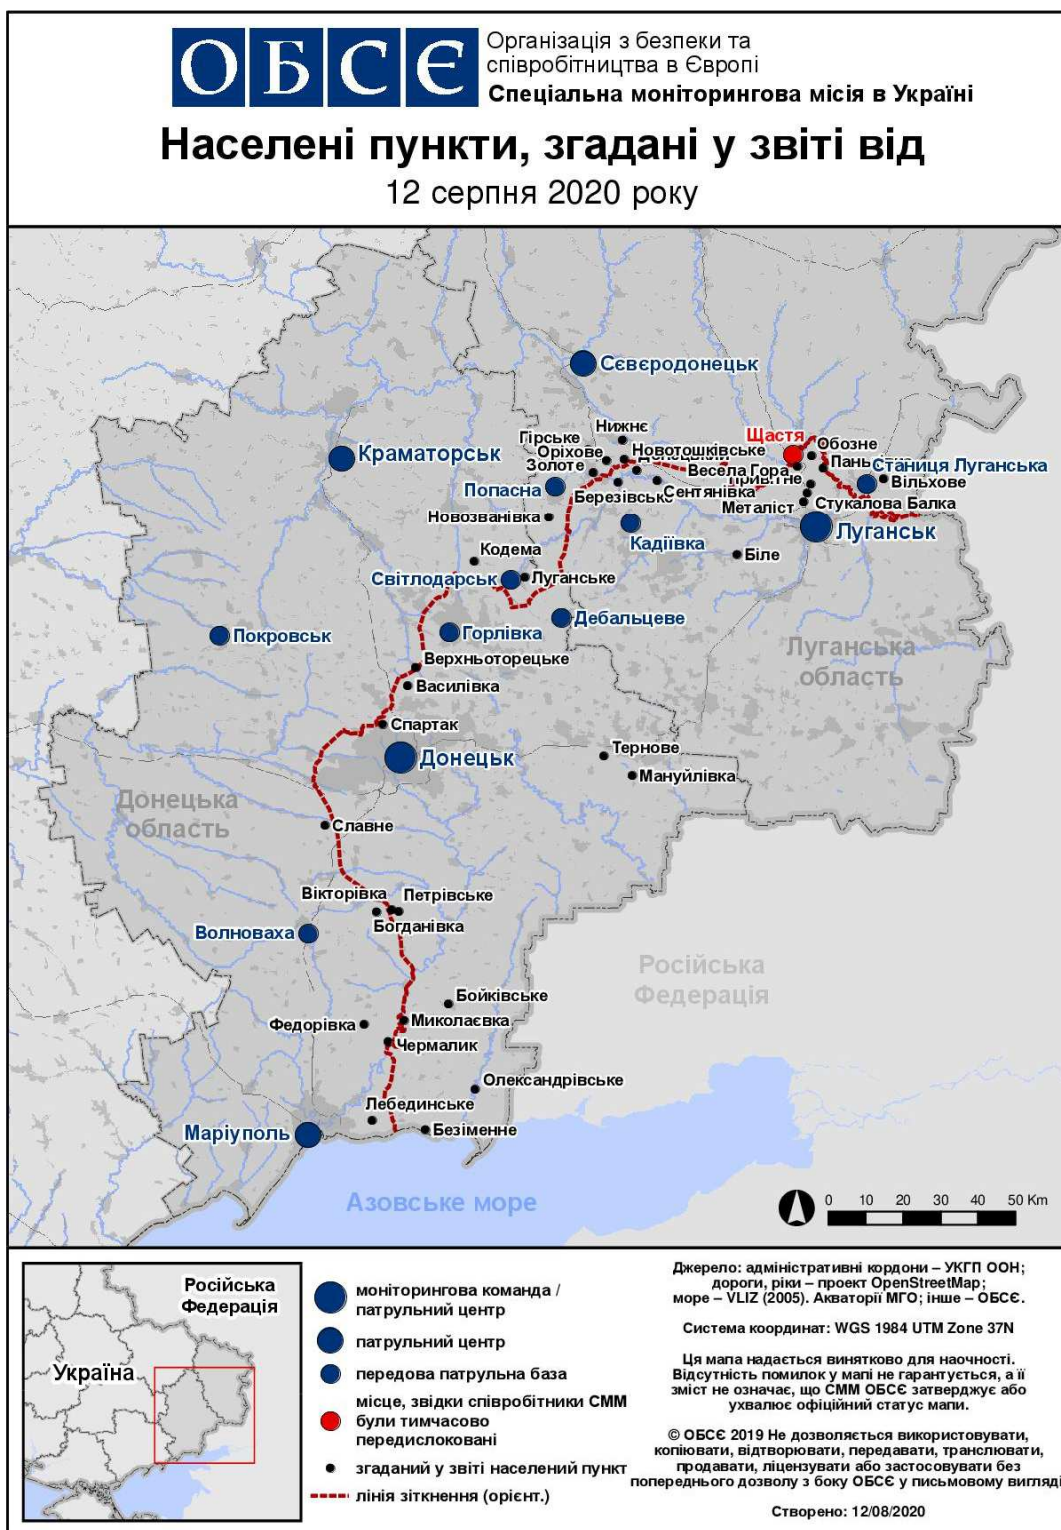 ОБСЄ
Організація з безпеки та
співробітництва в Європі
Спеціальна моніторингова місія в Україні
Населені пункти, згадані у звіті від
12 серпня 2020 року
Сєвєродонецьк
Нижнє
Щастя
Обозне
Гірське
Оріхове
Новотошківське
Золоте
Краматорськ
Весела Гора
Станиця Луганська
Вільхове
Попасна
Березівське
Сентянівка
Металіст
Стукалова Балка
Новозванівка
Луганськ
Кадіївка
Кодема
Біле
Світлодарськ
Луганське
Дебальцеве
Покровськ
Горлівка
Луганська
область
Верхньоторецьке
Василівка
Спартак
Донецьк
Тернове
Мануйлівка
Донецька
область
Славне
Вікторівка
Петрівське
Богданівка
Волноваха
Російська
Федерація
Бойківське
Федорівка
Миколаєвка
Чермалик
Олександрівське
Лебединське
Маріуполь
Безіменне
Азовське море
0 10 20 30 40 50 Km
Російська
Федерація
Україна
моніторингова команда /
патрульний центр
патрульний центр
передова патрульна база
місце, звідки співробітники СММ
були тимчасово
передислоковані
згаданий у звіті населений пункт
лінія зіткнення (орієнт.)
Джерело: адміністративні кордони – УКГП ООН;
дороги, ріки – проект OpenStreetMap;
море – VLIZ (2005). Акваторії МГО; інше – ОБСЄ.
Система координат: WGS 1984 UTM Zone 37N
Ця мапа надається винятково для наочності.
Відсутність помилок у мапі не гарантується, а її
зміст не означає, що СММ ОБСЄ затверджує або
ухвалює офіційний статус мапи.
© ОБСЄ 2019 Не дозволяється використовувати,
копіювати, відтворювати, передавати, транслювати,
продавати, ліцензувати або застосовувати без
попереднього дозволу з боку ОБСЄ у письмовому вигляді
Створено: 12/08/2020